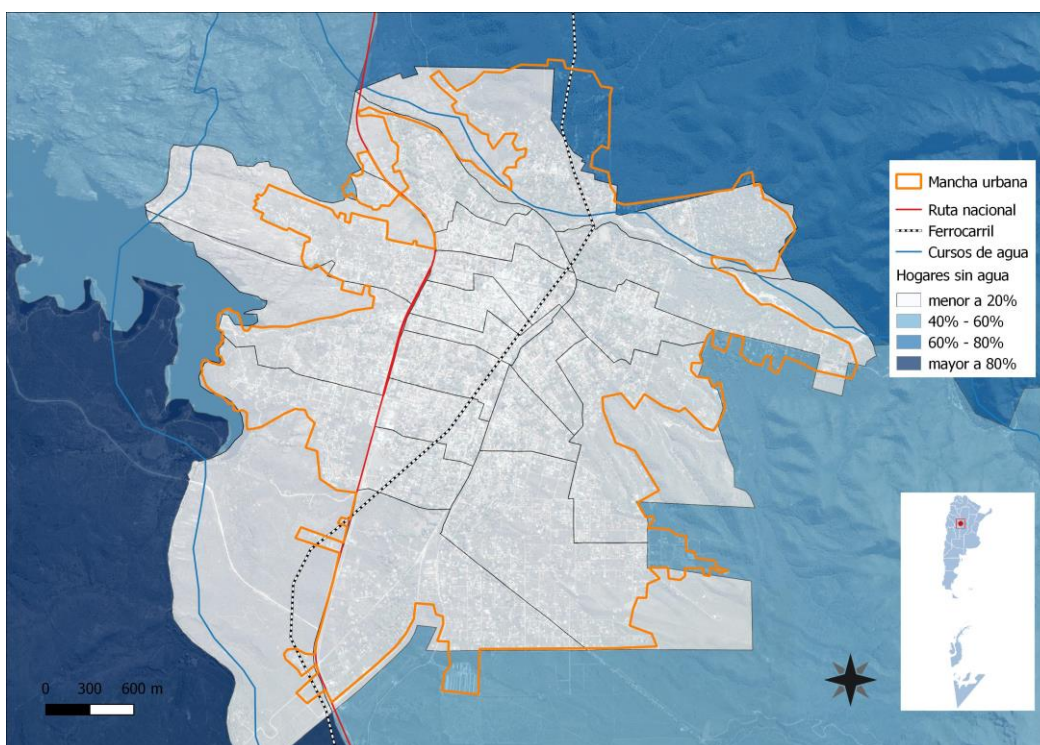 Mancha urbana
Ruta nacional
Ferrocarril
Cursos de agua
Hogares sin agua
menor a 20%
40% - 60%
60% - 80%
mayor a 80%
0 300 600 m